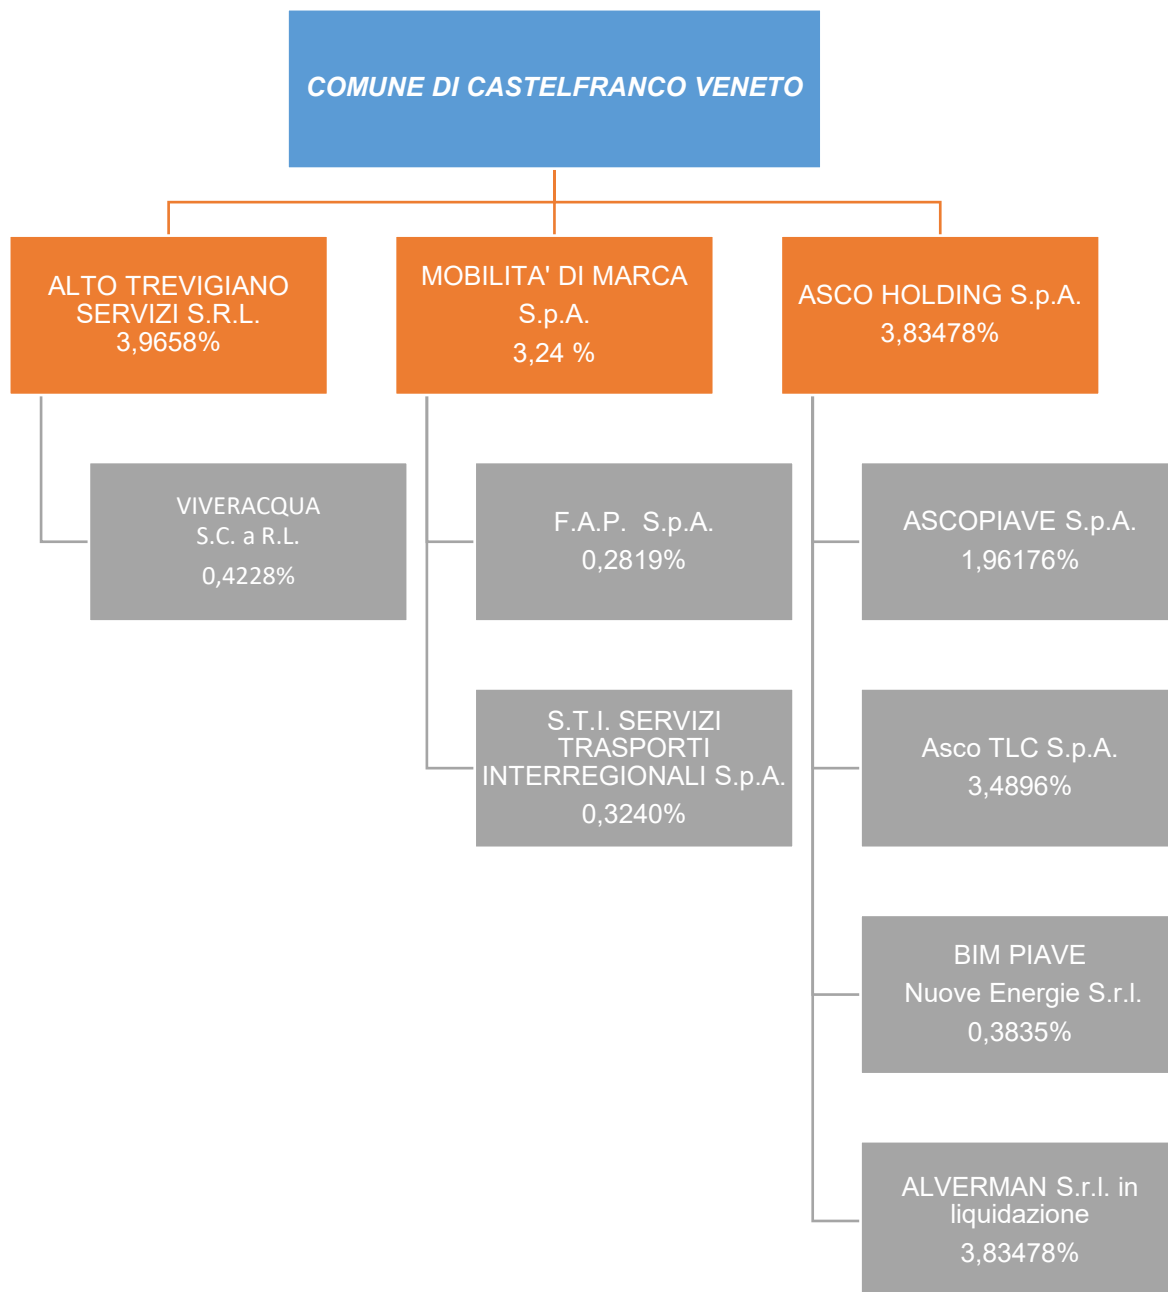 COMUNE DI CASTELFRANCO VENETO
ALTO TREVIGIANO
SERVIZI S.R.L.
3,9658%
MOBILITA' DI MARCA
S.p.A.
3,24 %
ASCO HOLDING S.p.A.
3,83478%
VIVERACQUA
S.C. a R.L.
0,4228%
F.A.P.  S.p.A.
0,2819%
ASCOPIAVE S.p.A.
1,96176%
S.T.I. SERVIZI
TRASPORTI
INTERREGIONALI S.p.A.
0,3240%
Asco TLC S.p.A.
3,4896%
BIM PIAVE
Nuove Energie S.r.l.
0,3835%
ALVERMAN S.r.l. in
liquidazione
3,83478%